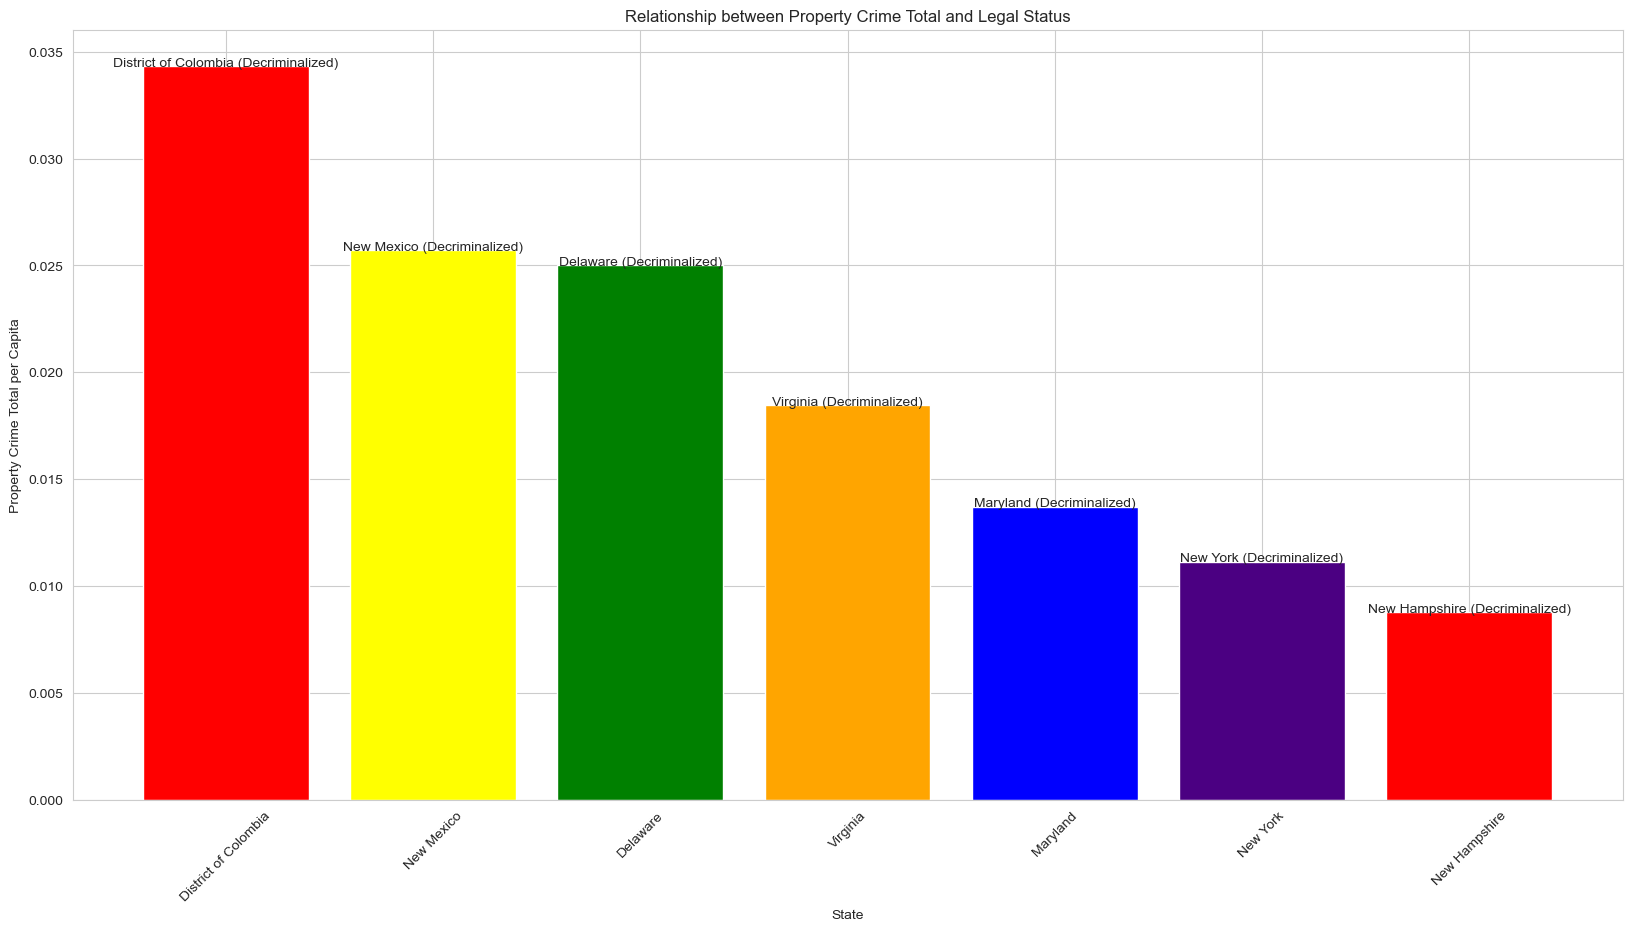 Relationship between Property Crime Total and Legal Status
Property Crime Total per Capita
0.035
0.030
0.025
0.020
0.015
0.010
0.005
0.000
District of Colombia (Decriminalized)
New Mexico (Decriminalized)
Delaware (Decriminalized)
Virginia (Decriminalized)
Maryland (Decriminalized)
New York (Decriminalized)
New Hampshire (Decriminalized)
District of Colombia
New Mexico
Delaware
Virginia
Maryland
New York
New Hampshire
State